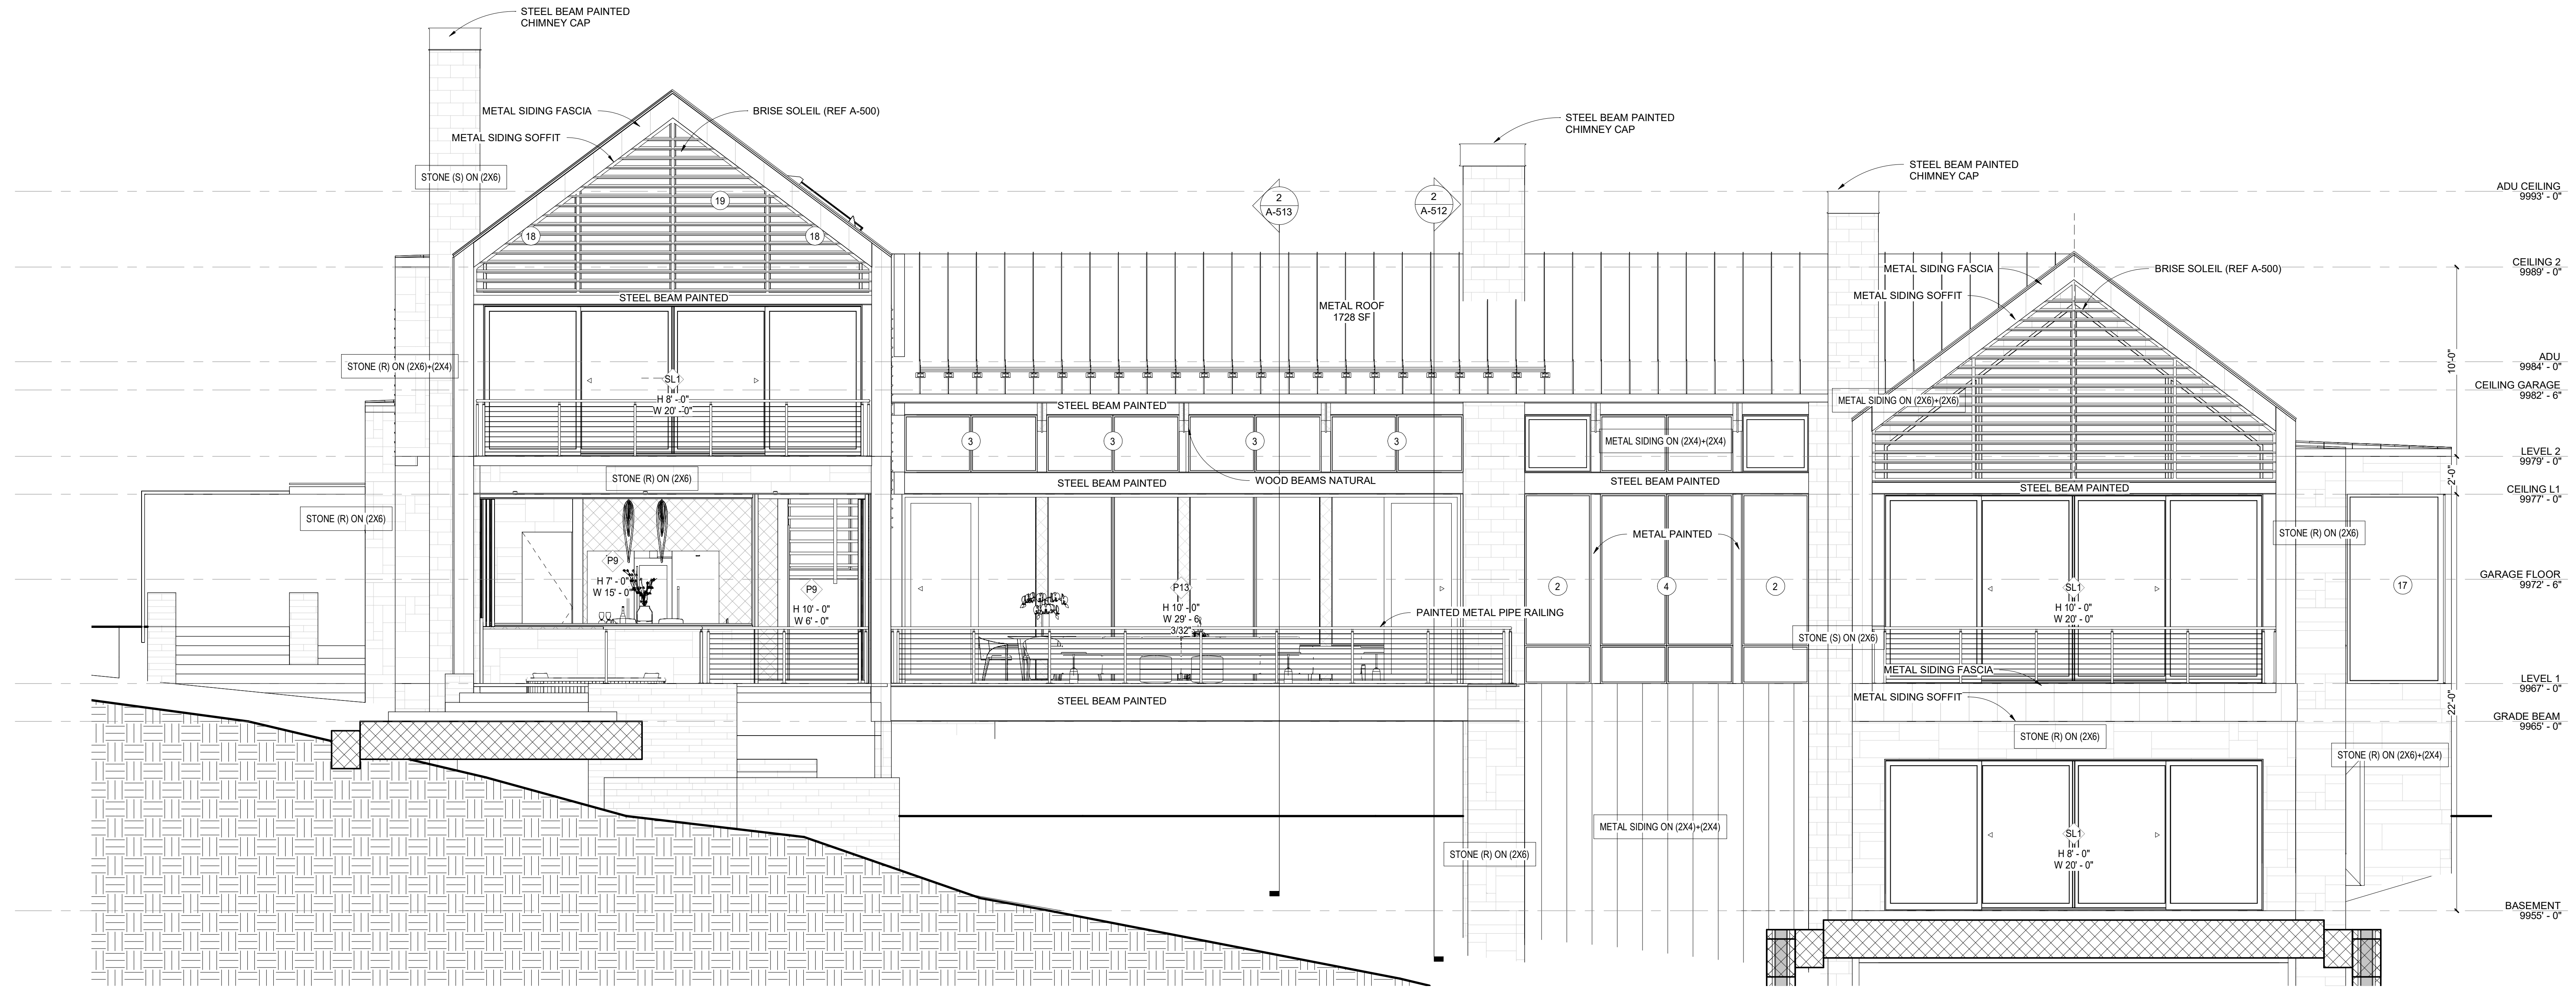 STEEL BEAM PAINTED
CHIMNEY CAP
METAL SIDING FASCIA
BRISE SOLEIL (REF A-500)
METAL SIDING SOFFIT
STONE (S) ON (2X6)
19
18
18
STEEL BEAM PAINTED
CHIMNEY CAP
STEEL BEAM PAINTED
CHIMNEY CAP
2
A-513
2
A-512
ADU CEILING
9993' - 0"
CEILING 2
9989' - 0"
METAL SIDING FASCIA
BRISE SOLEIL (REF A-500)
METAL SIDING SOFFIT
STEEL BEAM PAINTED
METAL ROOF
1728 SF
STONE (R) ON (2X6)+(2X4)
SL1
H 8' - 0"
W 20' - 0"
ADU
9984' - 0"
10'-0"
CEILING GARAGE
9982' - 6"
METAL SIDING ON (2X6)+(2X6)
STEEL BEAM PAINTED
3
3
3
3
METAL SIDING ON (2X4)+(2X4)
LEVEL 2
9979' - 0"
2'-0"
STONE (R) ON (2X6)
STEEL BEAM PAINTED
WOOD BEAMS NATURAL
STEEL BEAM PAINTED
STEEL BEAM PAINTED
CEILING L1
9977' - 0"
STONE (R) ON (2X6)
METAL PAINTED
STONE (R) ON (2X6)
P9
H 7' - 0"
W 15' - 0"
P9
H 10' - 0"
W 6' - 0"
P13
H 10' - 0"
W 29' - 6
3/32"
2
4
2
SL1
H 10' - 0"
W 20' - 0"
17
GARAGE FLOOR
9972' - 6"
PAINTED METAL PIPE RAILING
STONE (S) ON (2X6)
METAL SIDING FASCIA
LEVEL 1
9967' - 0"
METAL SIDING SOFFIT
STEEL BEAM PAINTED
22'-0"
GRADE BEAM
9965' - 0"
STONE (R) ON (2X6)
STONE (R) ON (2X6)+(2X4)
METAL SIDING ON (2X4)+(2X4)
STONE (R) ON (2X6)
SL1
H 8' - 0"
W 20' - 0"
BASEMENT
9955' - 0"